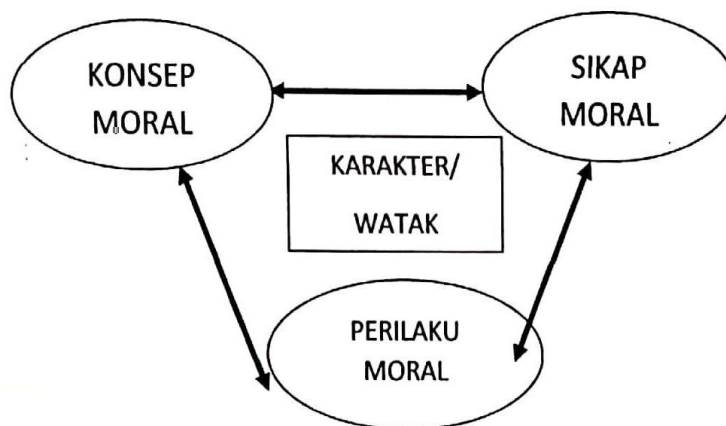 KONSEP
MORAL
SIKAP
MORAL
KARAKTER/
WATAK
PERILAKU
MORAL